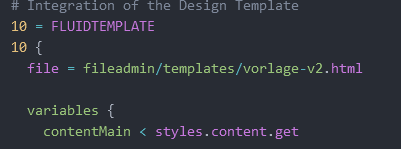 # Integration of the Design Template
10 = FLUIDTEMPLATE
10 {
file = fileadmin/templates/vorlage-v2.html
variables {
contentMain < styles.content.get